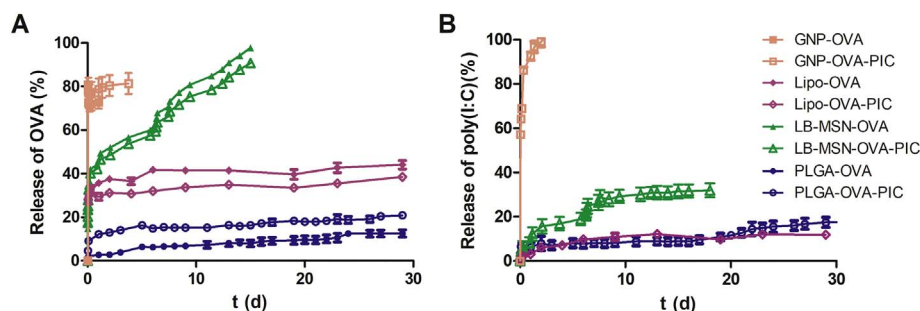 A
Release of OVA (%)
100
80
60
40
20
0
0
10
20
30
t (d)
B
Release of poly(I:C)(%)
100
80
60
40
20
0
0
10
20
30
t (d)
GNP-OVA
GNP-OVA-PIC
Lipo-OVA
Lipo-OVA-PIC
LB-MSN-OVA
LB-MSN-OVA-PIC
PLGA-OVA
PLGA-OVA-PIC